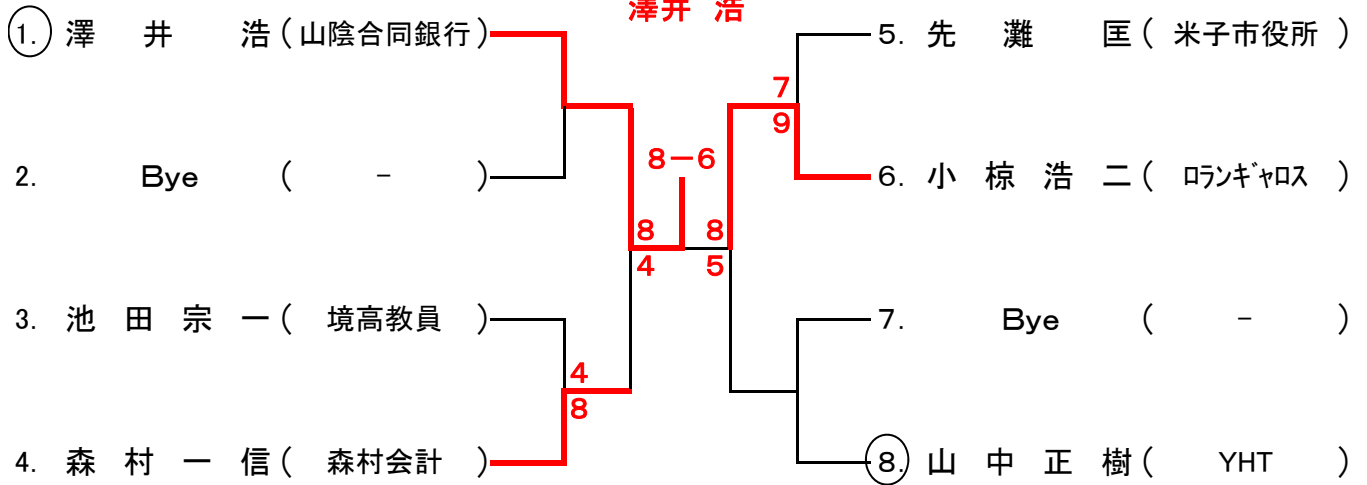 澤井 浩
1. 澤 井 浩 ( 山陰合同銀行 )
5. 先 灘 匡 ( 米子市役所 )
7
9
2. Bye ( - )
8－6
6. 小 椋 浩 二 ( ロランギャロス )
8
4
8
5
3. 池 田 宗 一 ( 境高教員 )
7. Bye ( - )
4
8
4. 森 村 一 信 ( 森村会計 )
8. 山 中 正 樹 ( YHT )